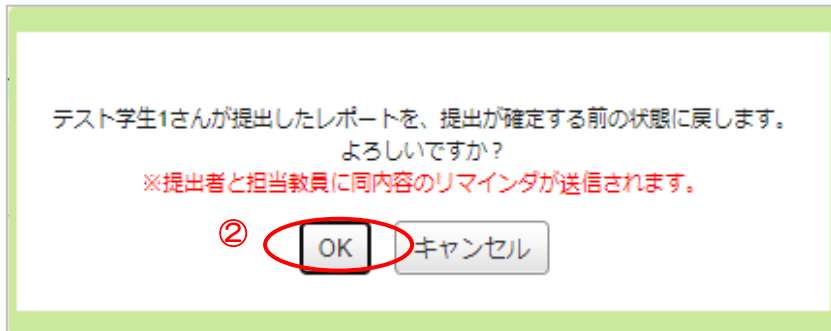 テスト学生1さんが提出したレポートを、提出が確定する前の状態に戻します。
よろしいですか？
※提出者と担当教員に同内容のリマインダが送信されます。
② OK キャンセル